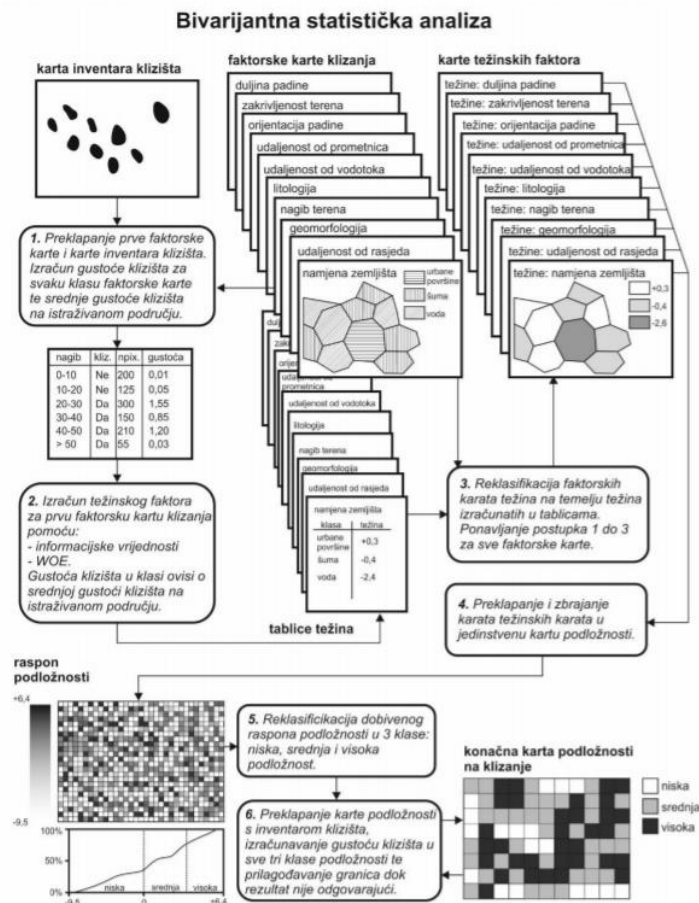 Bivarijantna statistička analiza
karta inventara klizišta
faktorske karte klizanja
duljina padine
zakrivljenost terena
orijentacija padine
udaljenost od prometnica
udaljenost od vodotoka
litologija
nagib terena
geomorfologija
udaljenost od rasjeda
namjena zemljišta
urbane
površine
šuma
voda
karte težinskih faktora
težine: duljina padine
težine: zakrivljenost terena
težine: orijentacija padine
težine: udaljenost od prometnica
težine: udaljenost od vodotoka
težine: litologija
težine: nagib terena
težine: geomorfologija
težine: udaljenost od rasjeda
težine: namjena zemljišta
+0,3
-0,4
-2,6
1. Preklapanje prve faktorske
karte i karte inventara klizišta.
Izračun gustoće klizišta za
svaku klasu faktorske karte
te srednje gustoće klizišta
na istraživanom području.
nagib kliz. npix. gustoća
0-10 Ne 200 0,01
10-20 Ne 125 0,05
20-30 Da 300 1,55
30-40 Da 150 0,85
40-50 Da 210 1,20
> 50 Da 55 0,03
2. Izračun težinskog faktora
za prvu faktorsku kartu klizanja
pomoću:
- informacijske vrijednosti
- WOE.
Gustoća klizišta u klasi ovisi o
srednjoj gustoći klizišta na
istraživanom području.
prometnica
udaljenost od vodotoka
litologija
nagib terena
geomorfologija
udaljenost od rasjeda
namjena zemljišta
klasa težina
urbane
površine +0,3
šuma -0,4
voda -2,4
tablice težina
3. Reklasifikacija faktorskih
karata težina na temelju težina
izračunatih u tablicama.
Ponavljanje postupka 1 do 3
za sve faktorske karte.
4. Preklapanje i zbrajanje
karata težinskih karata u
jedinstvenu kartu podložnosti.
raspon
podložnosti
+6,4
-9,5
5. Reklasificikacija dobivenog
raspona podložnosti u 3 klase:
niska, srednja i visoka
podložnost.
6. Preklapanje karte podložnosti
s inventarom klizišta,
izračunavanje gustoću klizišta u
sve tri klase podložnosti te
prilagođavanje granica dok
rezultat nije odgovarajući.
konačna karta podložnosti
na klizanje
niska
srednja
visoka
100%
50%
0%
niska srednja visoka
-9,5 0 +6,4